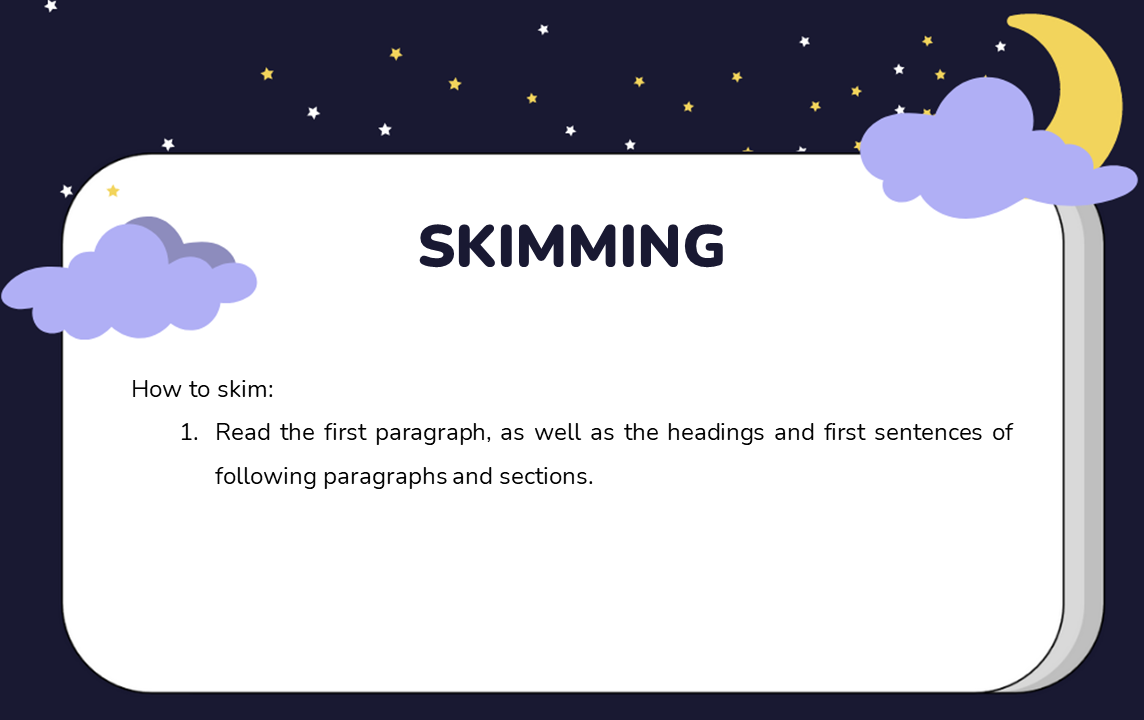 SKIMMING
How to skim:
1. Read the first paragraph, as well as the headings and first sentences of
following paragraphs and sections.